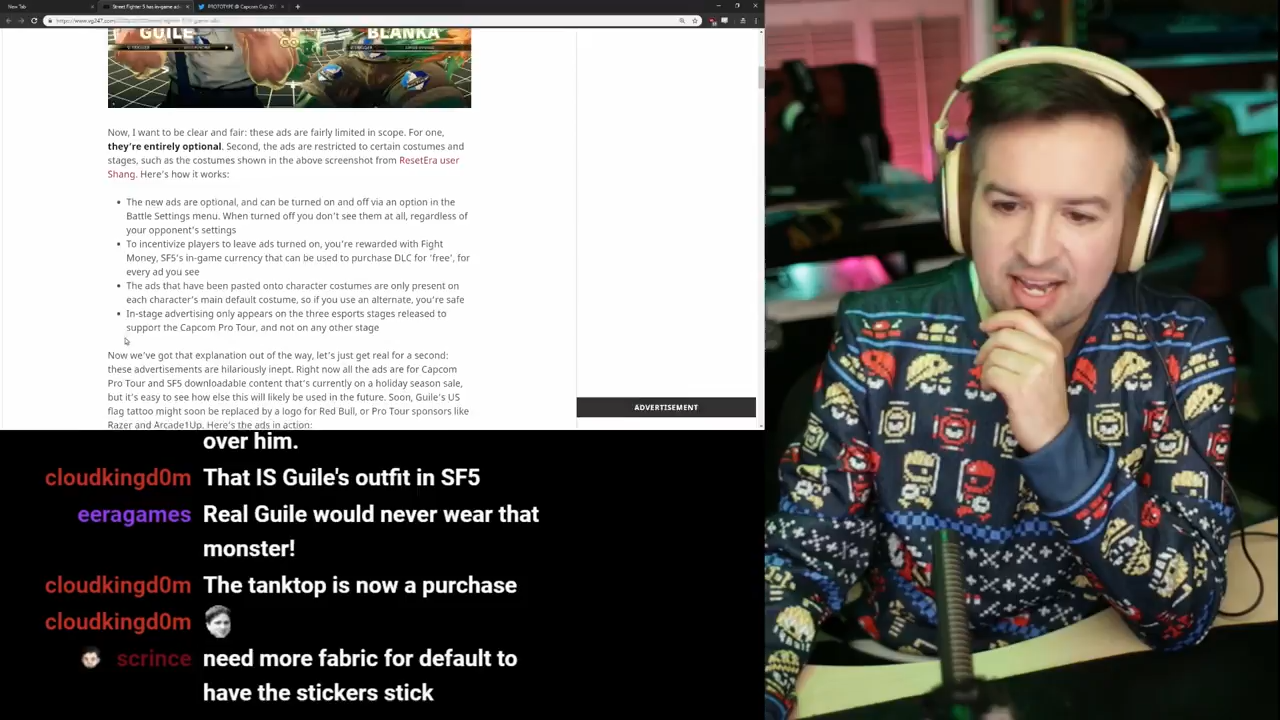 New Tab
Street Fighter 5 has in-game ad
PROTOTYPE @ Capcom Cup 20
GUILE
BLANKA
Now, I want to be clear and fair: these ads are fairly limited in scope. For one,
they're entirely optional. Second, the ads are restricted to certain costumes and
stages, such as the costumes shown in the above screenshot from ResetEra user
Shang. Here's how it works:
The new ads are optional, and can be turned on and off via an option in the
Battle Settings menu. When turned off you don't see them at all, regardless of
your opponent's settings
To incentivize players to leave ads turned on, you're rewarded with Fight
Money, SF5's in-game currency that can be used to purchase DLC for 'free', for
every ad you see
The ads that have been pasted onto character costumes are only present on
each character's main default costume, so if you use an alternate, you're safe
In-stage advertising only appears on the three esports stages released to
support the Capcom Pro Tour, and not on any other stage
Now we've got that explanation out of the way, let's just get real for a second:
these advertisements are hilariously inept. Right now all the ads are for Capcom
Pro Tour and SF5 downloadable content that's currently on a holiday season sale,
but it's easy to see how else this will likely be used in the future. Soon, Guile's US
flag tattoo might soon be replaced by a logo for Red Bull, or Pro Tour sponsors like
Razer and Arcade1Up. Here's the ads in action:
ADVERTISEMENT
over him.
cloudkingd0m That IS Guile's outfit in SF5
eeragames Real Guile would never wear that
monster!
cloudkingd0m The tanktop is now a purchase
cloudkingd0m
scrince need more fabric for default to
have the stickers stick